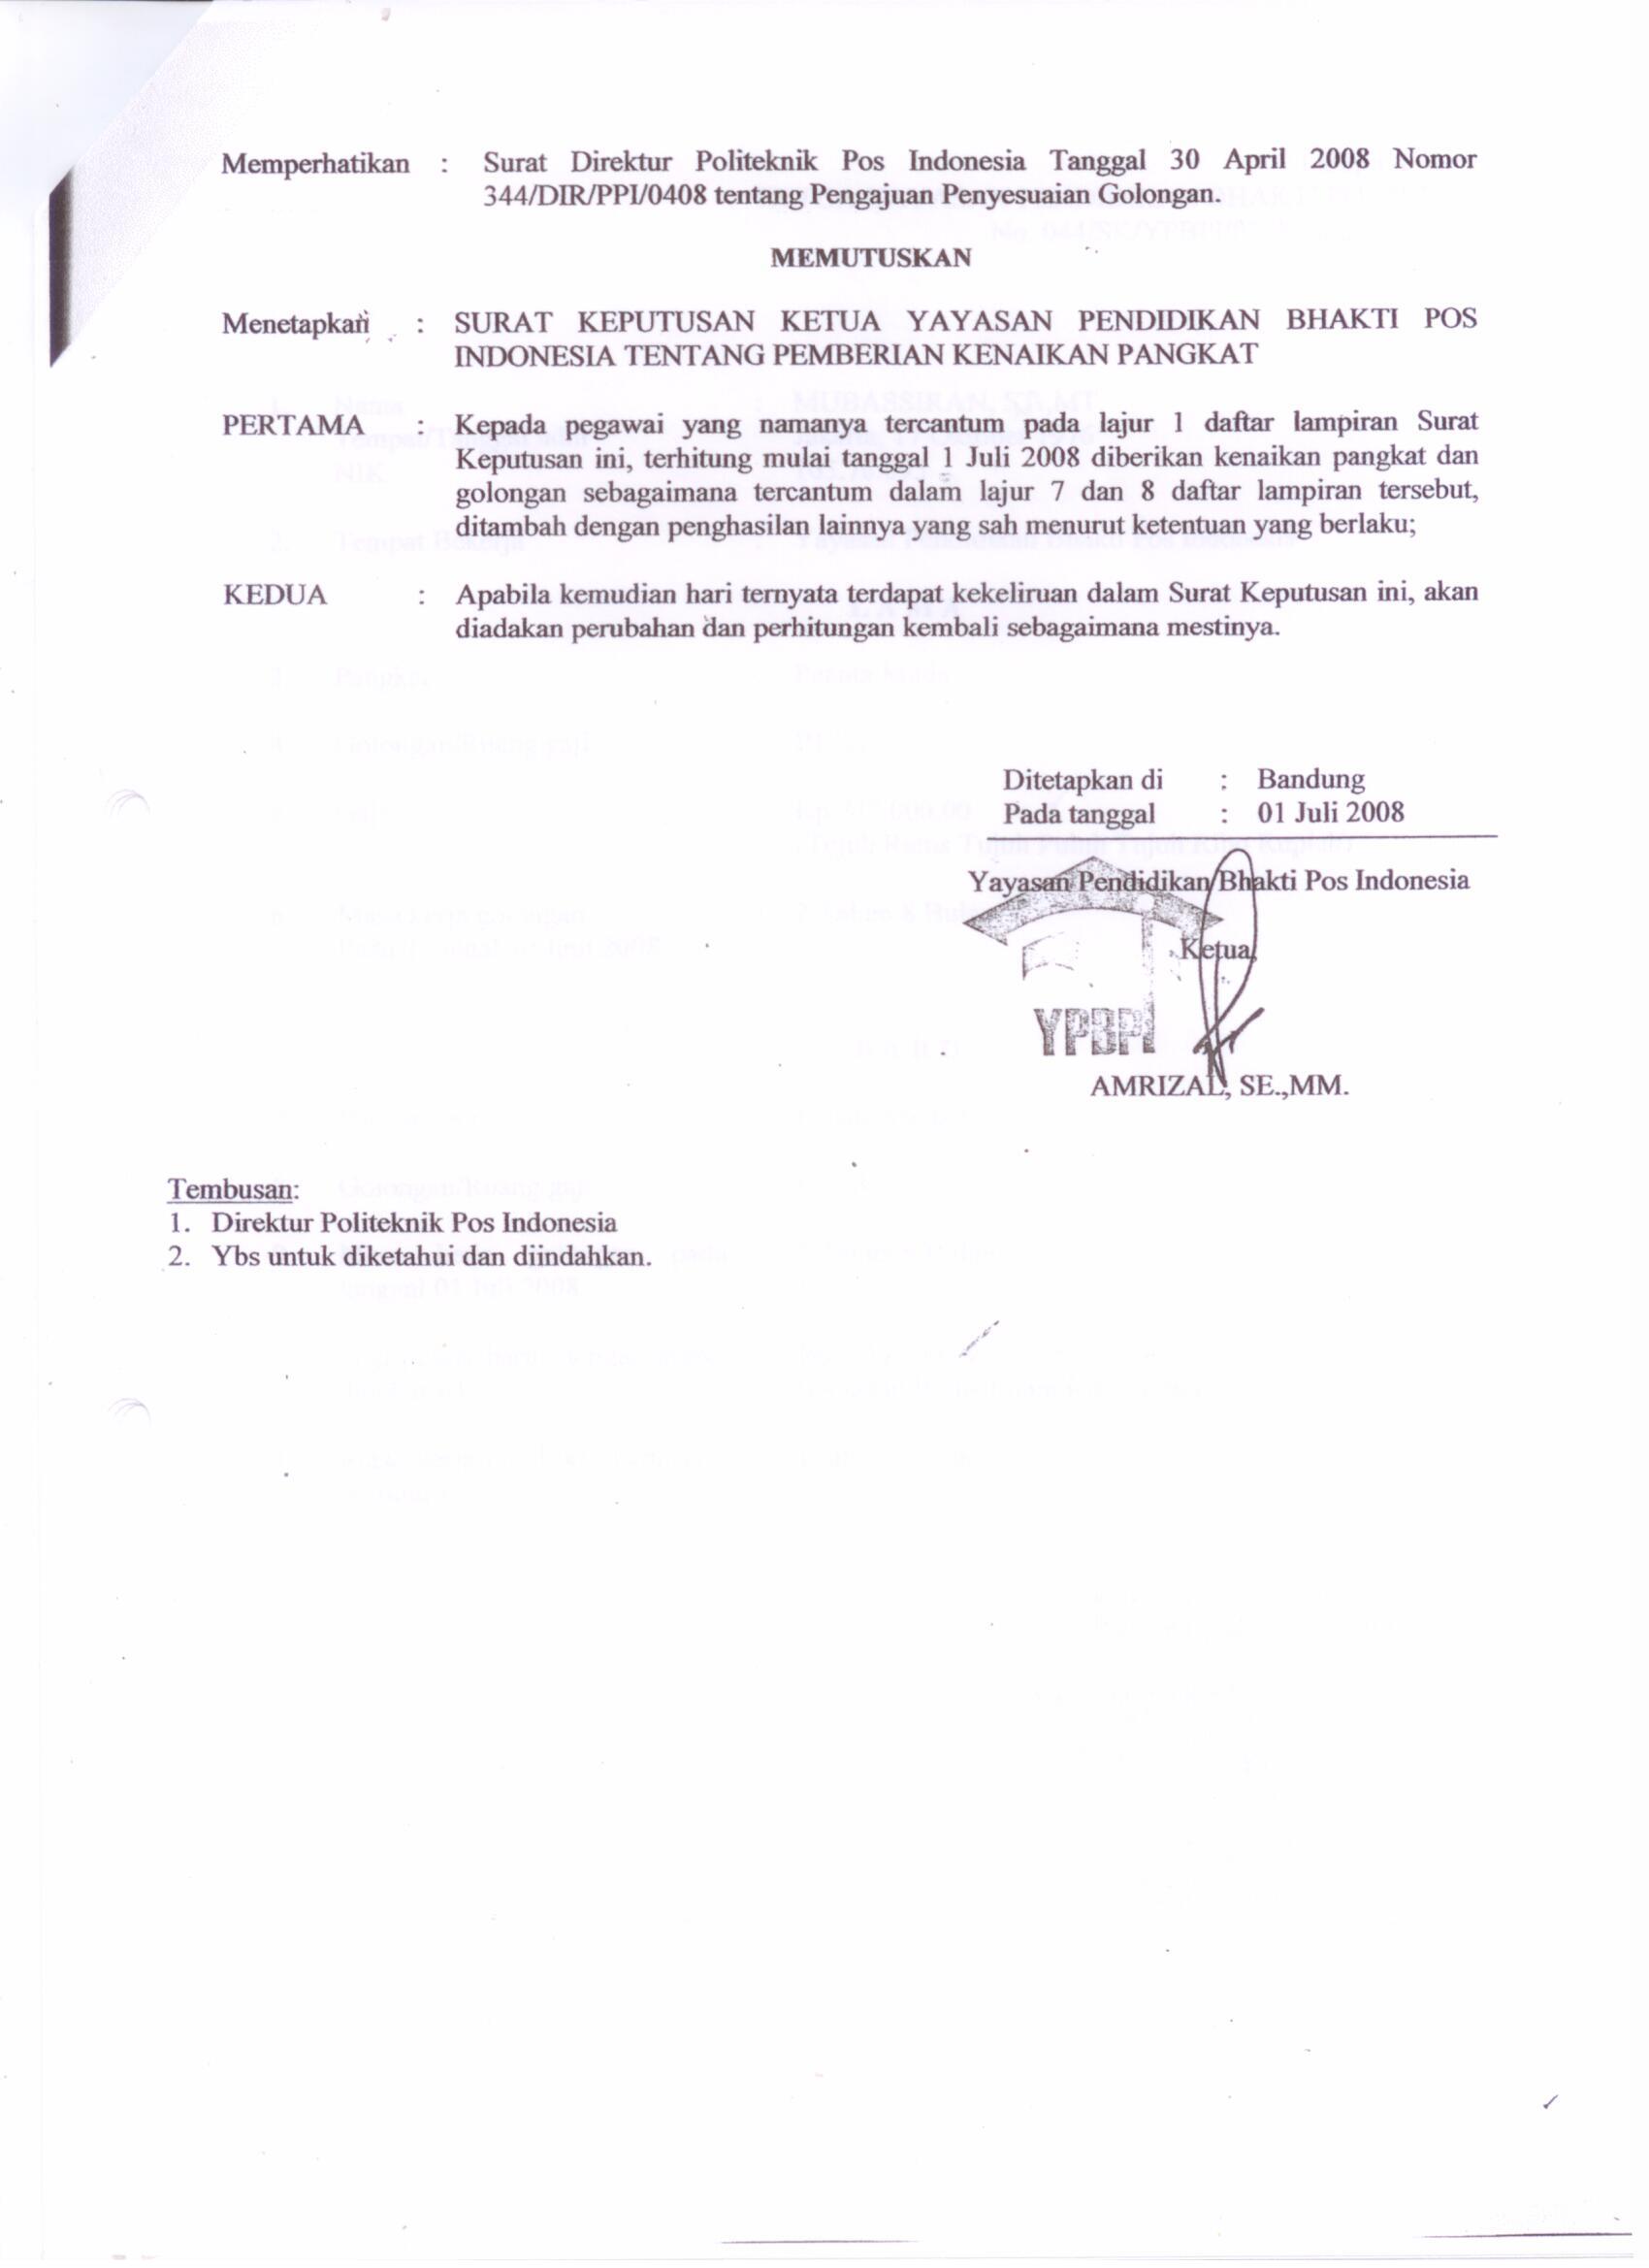 Memperhatikan : Surat Direktur Politeknik Pos Indonesia Tanggal 30 April 2008 Nomor
344/DIR/PPI/0408 tentang Pengajuan Penyesuaian Golongan.
MEMUTUSKAN
Menetapkan : SURAT KEPUTUSAN KETUA YAYASAN PENDIDIKAN BHAKTI POS
INDONESIA TENTANG PEMBERIAN KENAIKAN PANGKAT
PERTAMA : Kepada pegawai yang namanya tercantum pada lajur 1 daftar lampiran Surat
Keputusan ini, terhitung mulai tanggal 1 Juli 2008 diberikan kenaikan pangkat dan
golongan sebagaimana tercantum dalam lajur 7 dan 8 daftar lampiran tersebut,
ditambah dengan penghasilan lainnya yang sah menurut ketentuan yang berlaku;
KEDUA : Apabila kemudian hari ternyata terdapat kekeliruan dalam Surat Keputusan ini, akan
diadakan perubahan dan perhitungan kembali sebagaimana mestinya.
Ditetapkan di : Bandung
Pada tanggal : 01 Juli 2008
Yayasan Pendidikan Bhakti Pos Indonesia
Ketua,
YPBPI
AMRIZAL, SE.,MM.
Tembusan:
1. Direktur Politeknik Pos Indonesia
2. Ybs untuk diketahui dan diindahkan.